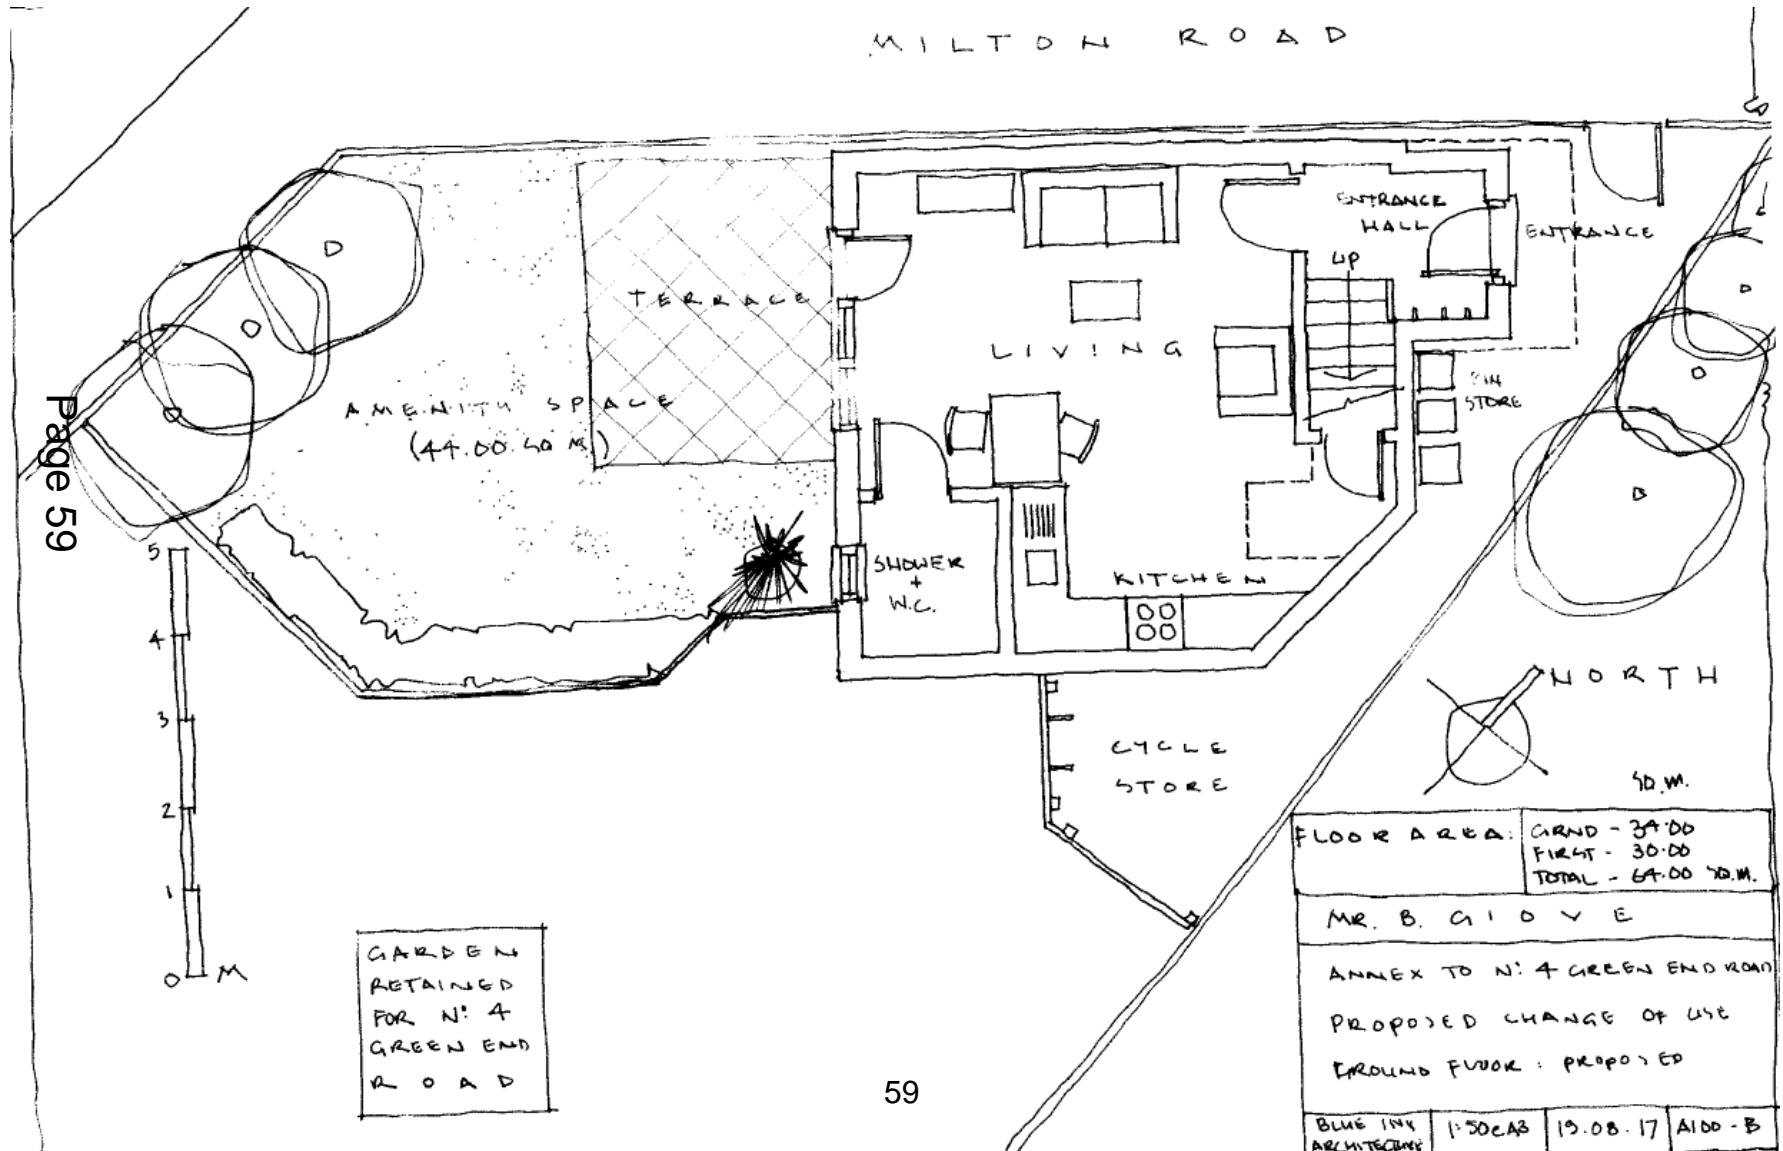 MILTON ROAD
ENTRANCE
HALL
ENTRANCE
UP
TERRACE
LIVING
AMENITY SPACE
(44.00 SQ M.)
BIN
STORE
Page 59
SHOWER
+
W.C.
KITCHEN
5
4
3
2
1
0 M
NORTH
CYCLE
STORE
SQ.M.
FLOOR AREA:
GRND - 34.00
FIRST - 30.00
TOTAL - 64.00 SQ.M.
MR. B. GIOVE
ANNEX TO Nº 4 GREEN END ROAD
PROPOSED CHANGE OF USE
GROUND FLOOR : PROPOSED
GARDEN
RETAINED
FOR Nº 4
GREEN END
ROAD
59
BLUE INK
ARCHITECTURE
1:50@A3
19.08.17
A100 - B